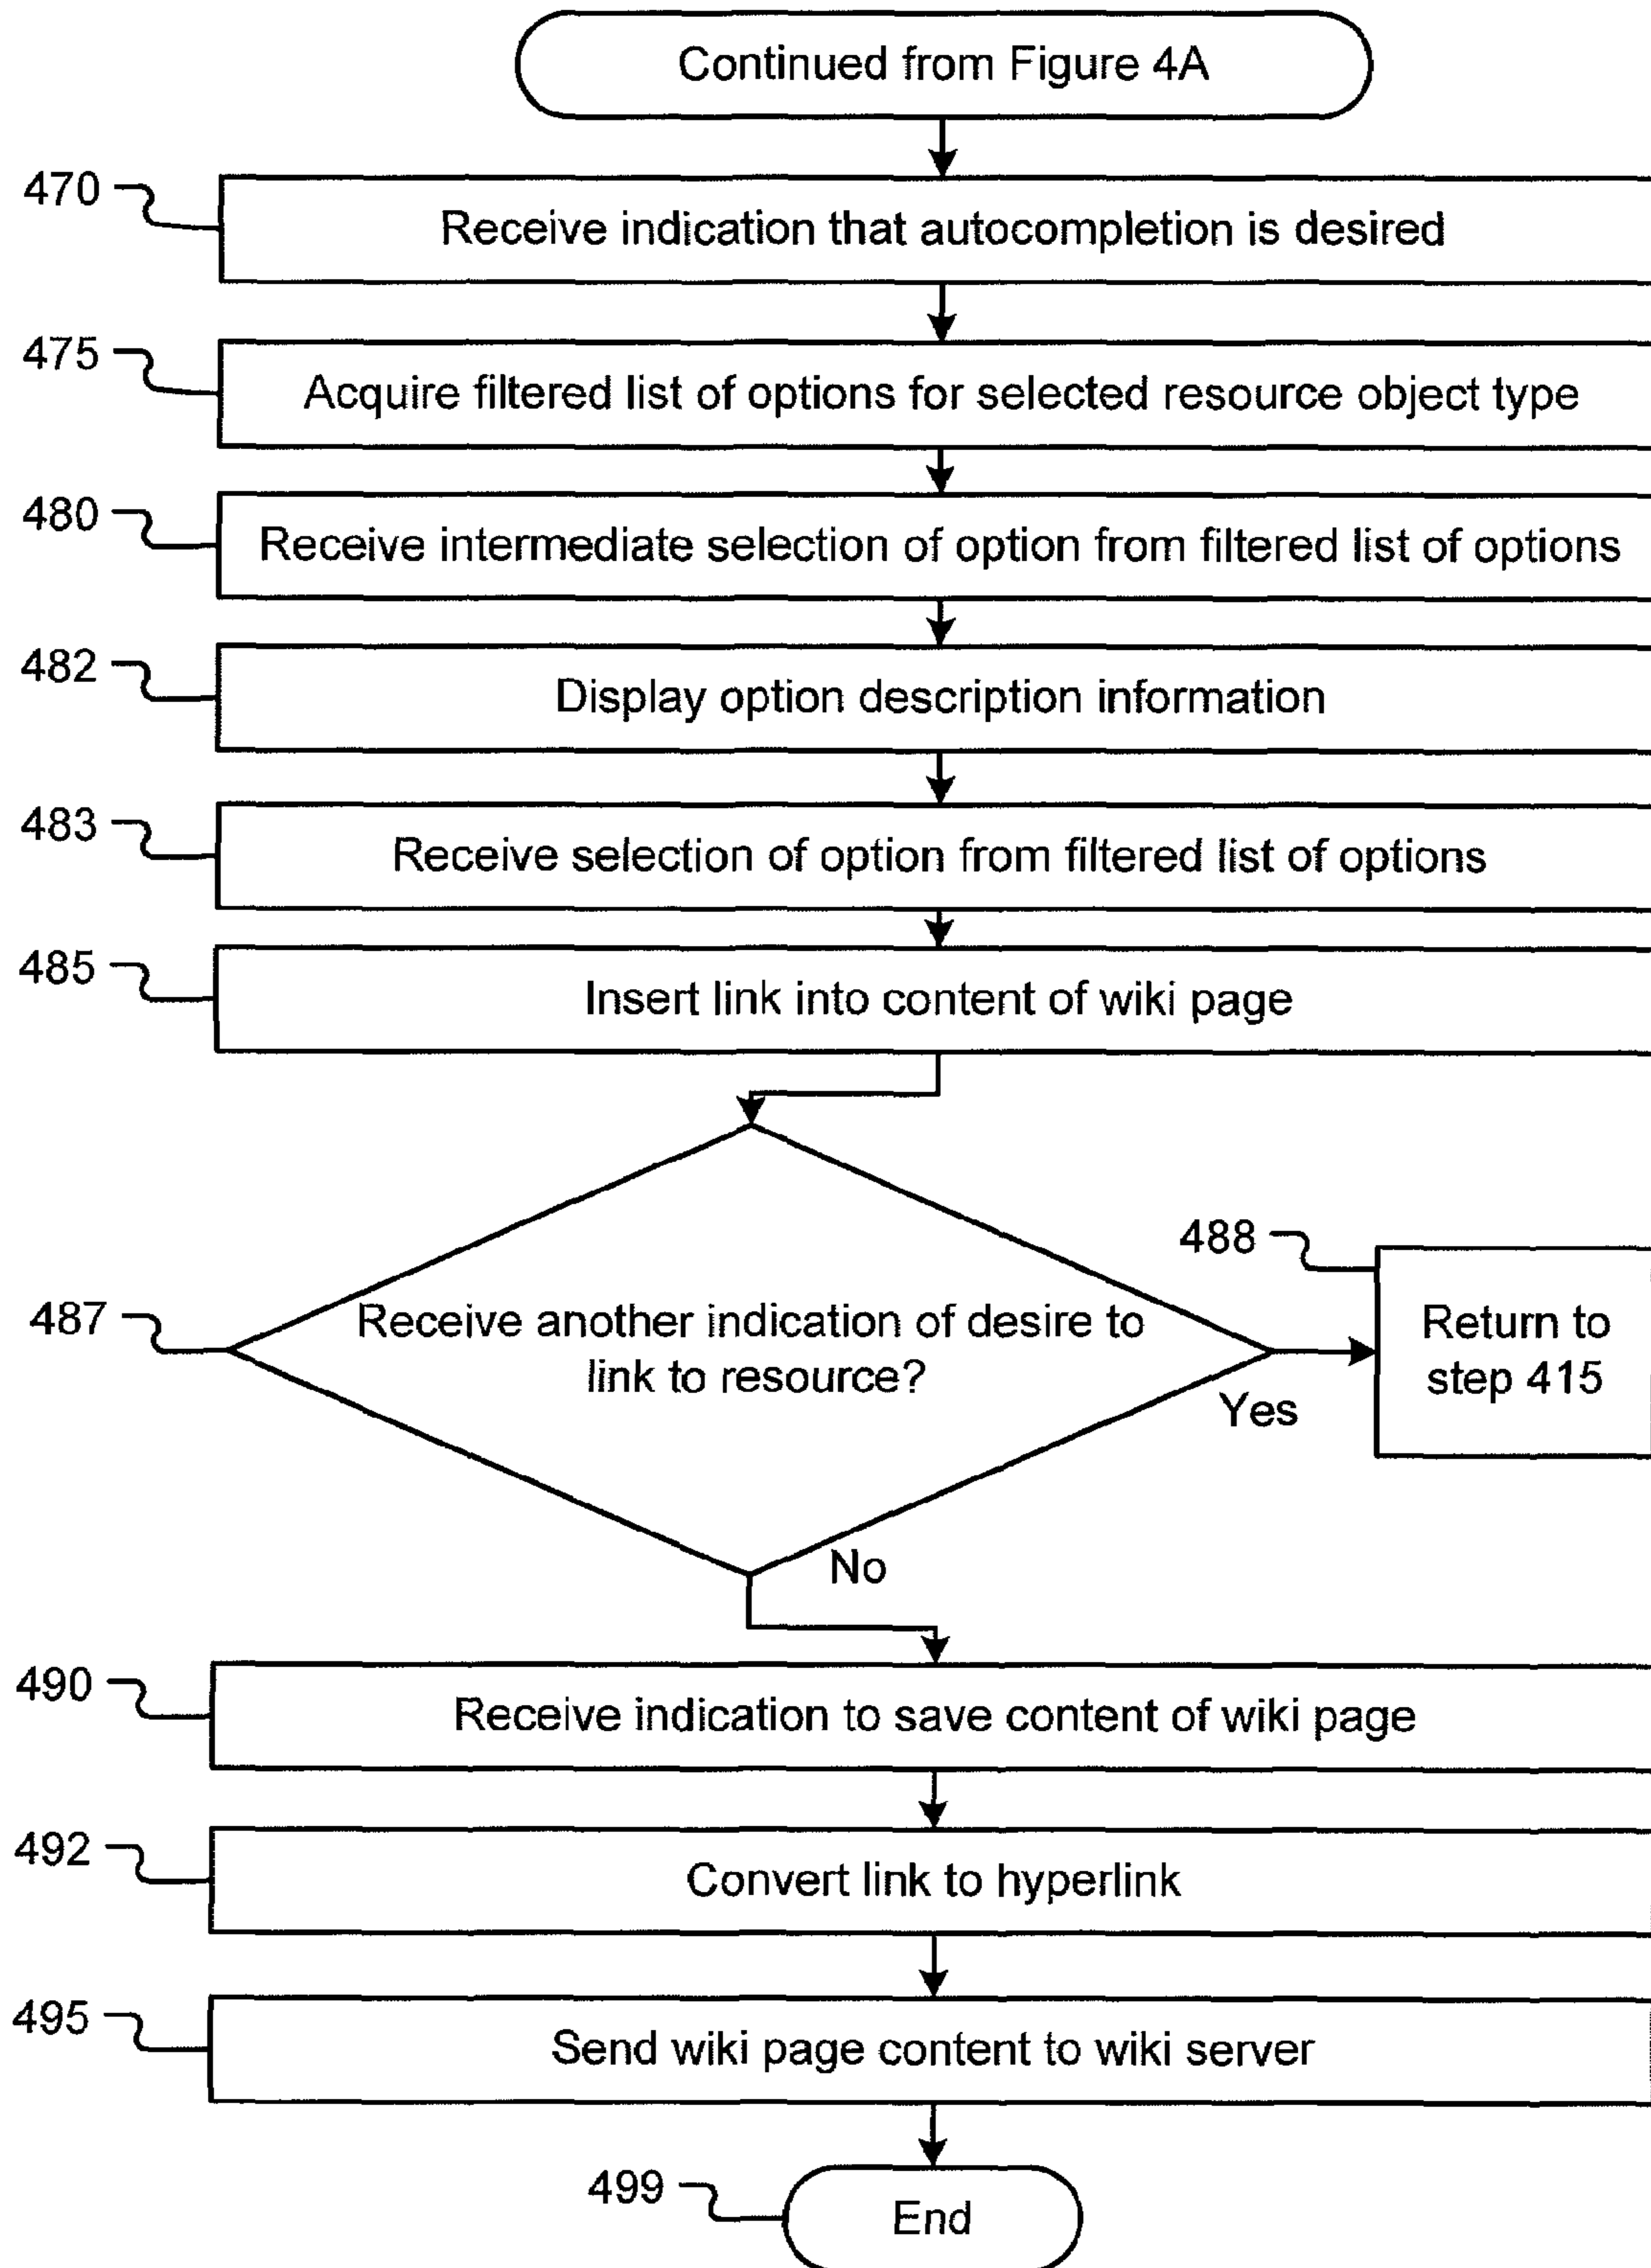 Continued from Figure 4A
470
Receive indication that autocompletion is desired
475
Acquire filtered list of options for selected resource object type
480
Receive intermediate selection of option from filtered list of options
482
Display option description information
483
Receive selection of option from filtered list of options
485
Insert link into content of wiki page
487
Receive another indication of desire to
link to resource?
488
Return to
step 415
Yes
No
490
Receive indication to save content of wiki page
492
Convert link to hyperlink
495
Send wiki page content to wiki server
499
End